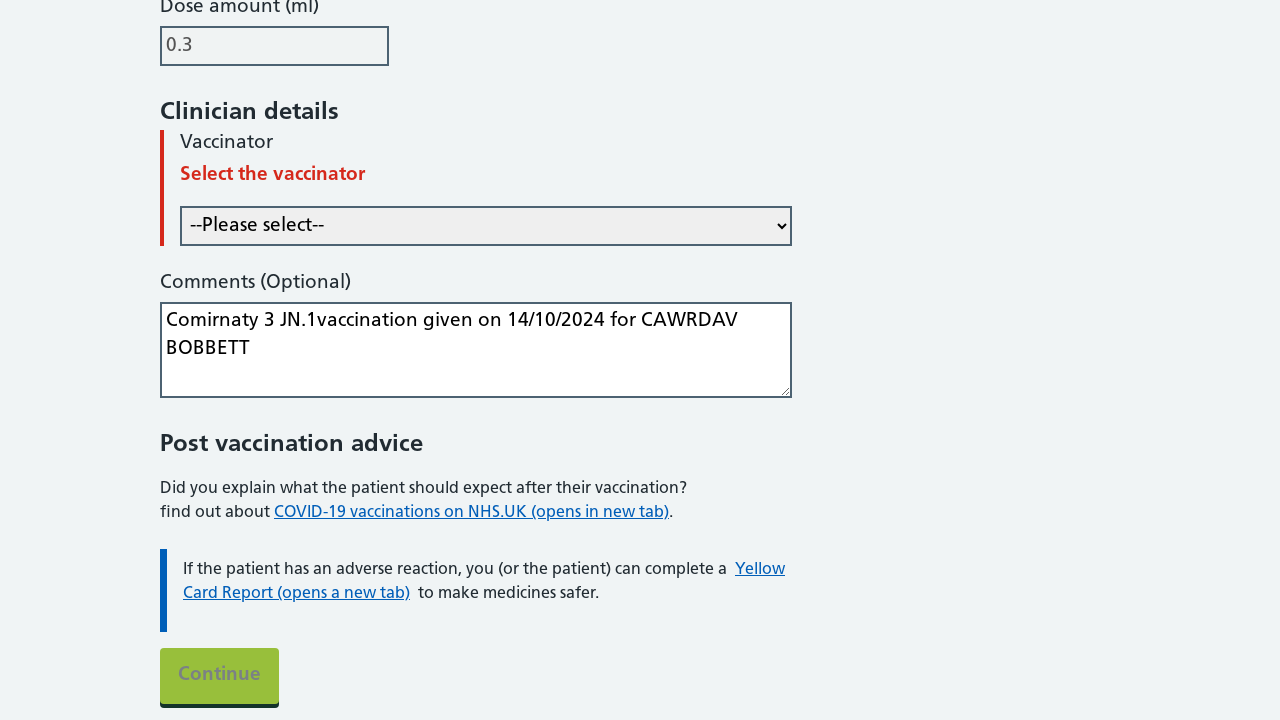 Dose amount (ml)
0.3
Clinician details
Vaccinator
Select the vaccinator
--Please select--
Comments (Optional)
Comirnaty 3 JN.1vaccination given on 14/10/2024 for CAWRDAV
BOBBETT
Post vaccination advice
Did you explain what the patient should expect after their vaccination?
find out about COVID-19 vaccinations on NHS.UK (opens in new tab).
If the patient has an adverse reaction, you (or the patient) can complete a Yellow
Card Report (opens a new tab) to make medicines safer.
Continue